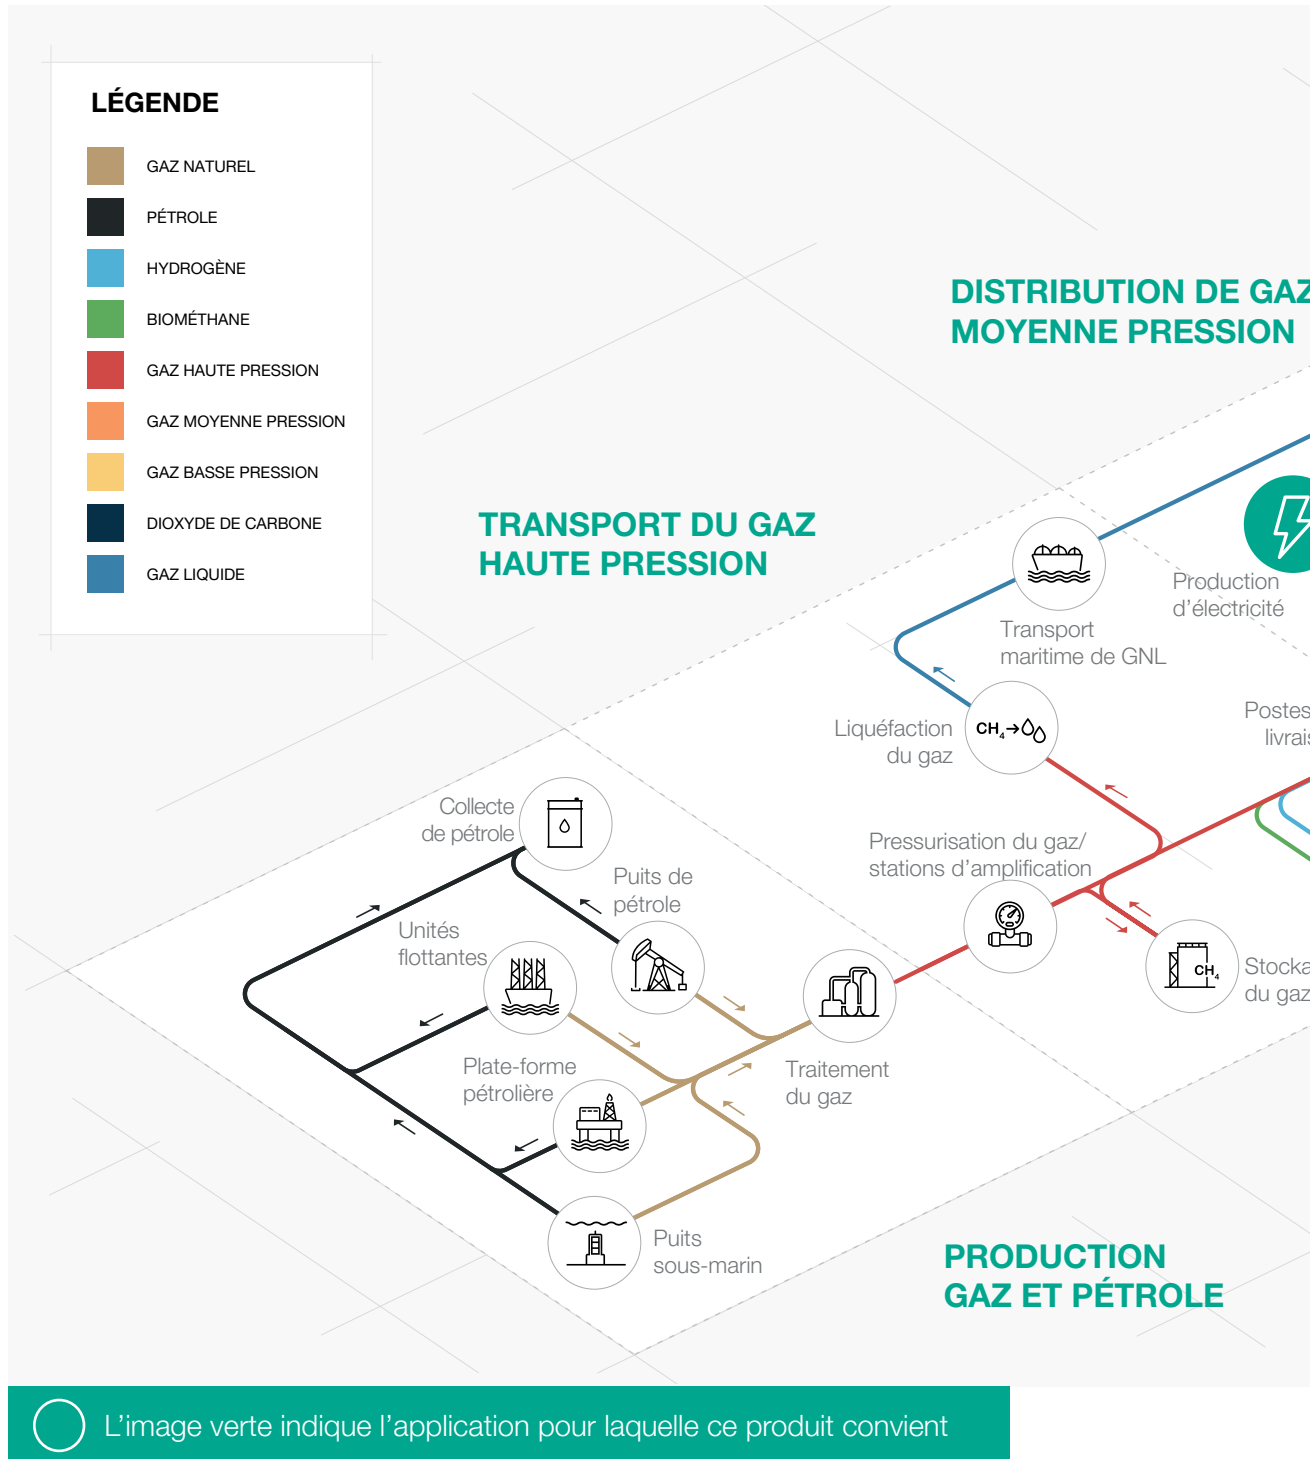 LÉGENDE
GAZ NATUREL
PÉTROLE
HYDROGÈNE
BIOMÉTHANE
GAZ HAUTE PRESSION
GAZ MOYENNE PRESSION
GAZ BASSE PRESSION
DIOXYDE DE CARBONE
GAZ LIQUIDE
DISTRIBUTION DE GAZ
MOYENNE PRESSION
TRANSPORT DU GAZ
HAUTE PRESSION
Production
d’électricité
Transport
maritime de GNL
Postes
livrais
Liquéfaction
du gaz
CH₄→
Collecte
de pétrole
Pressurisation du gaz/
stations d’amplification
Puits de
pétrole
Unités
flottantes
CH₄
Stocka
du gaz
Plate-forme
pétrolière
Traitement
du gaz
Puits
sous-marin
PRODUCTION
GAZ ET PÉTROLE
L’image verte indique l’application pour laquelle ce produit convient